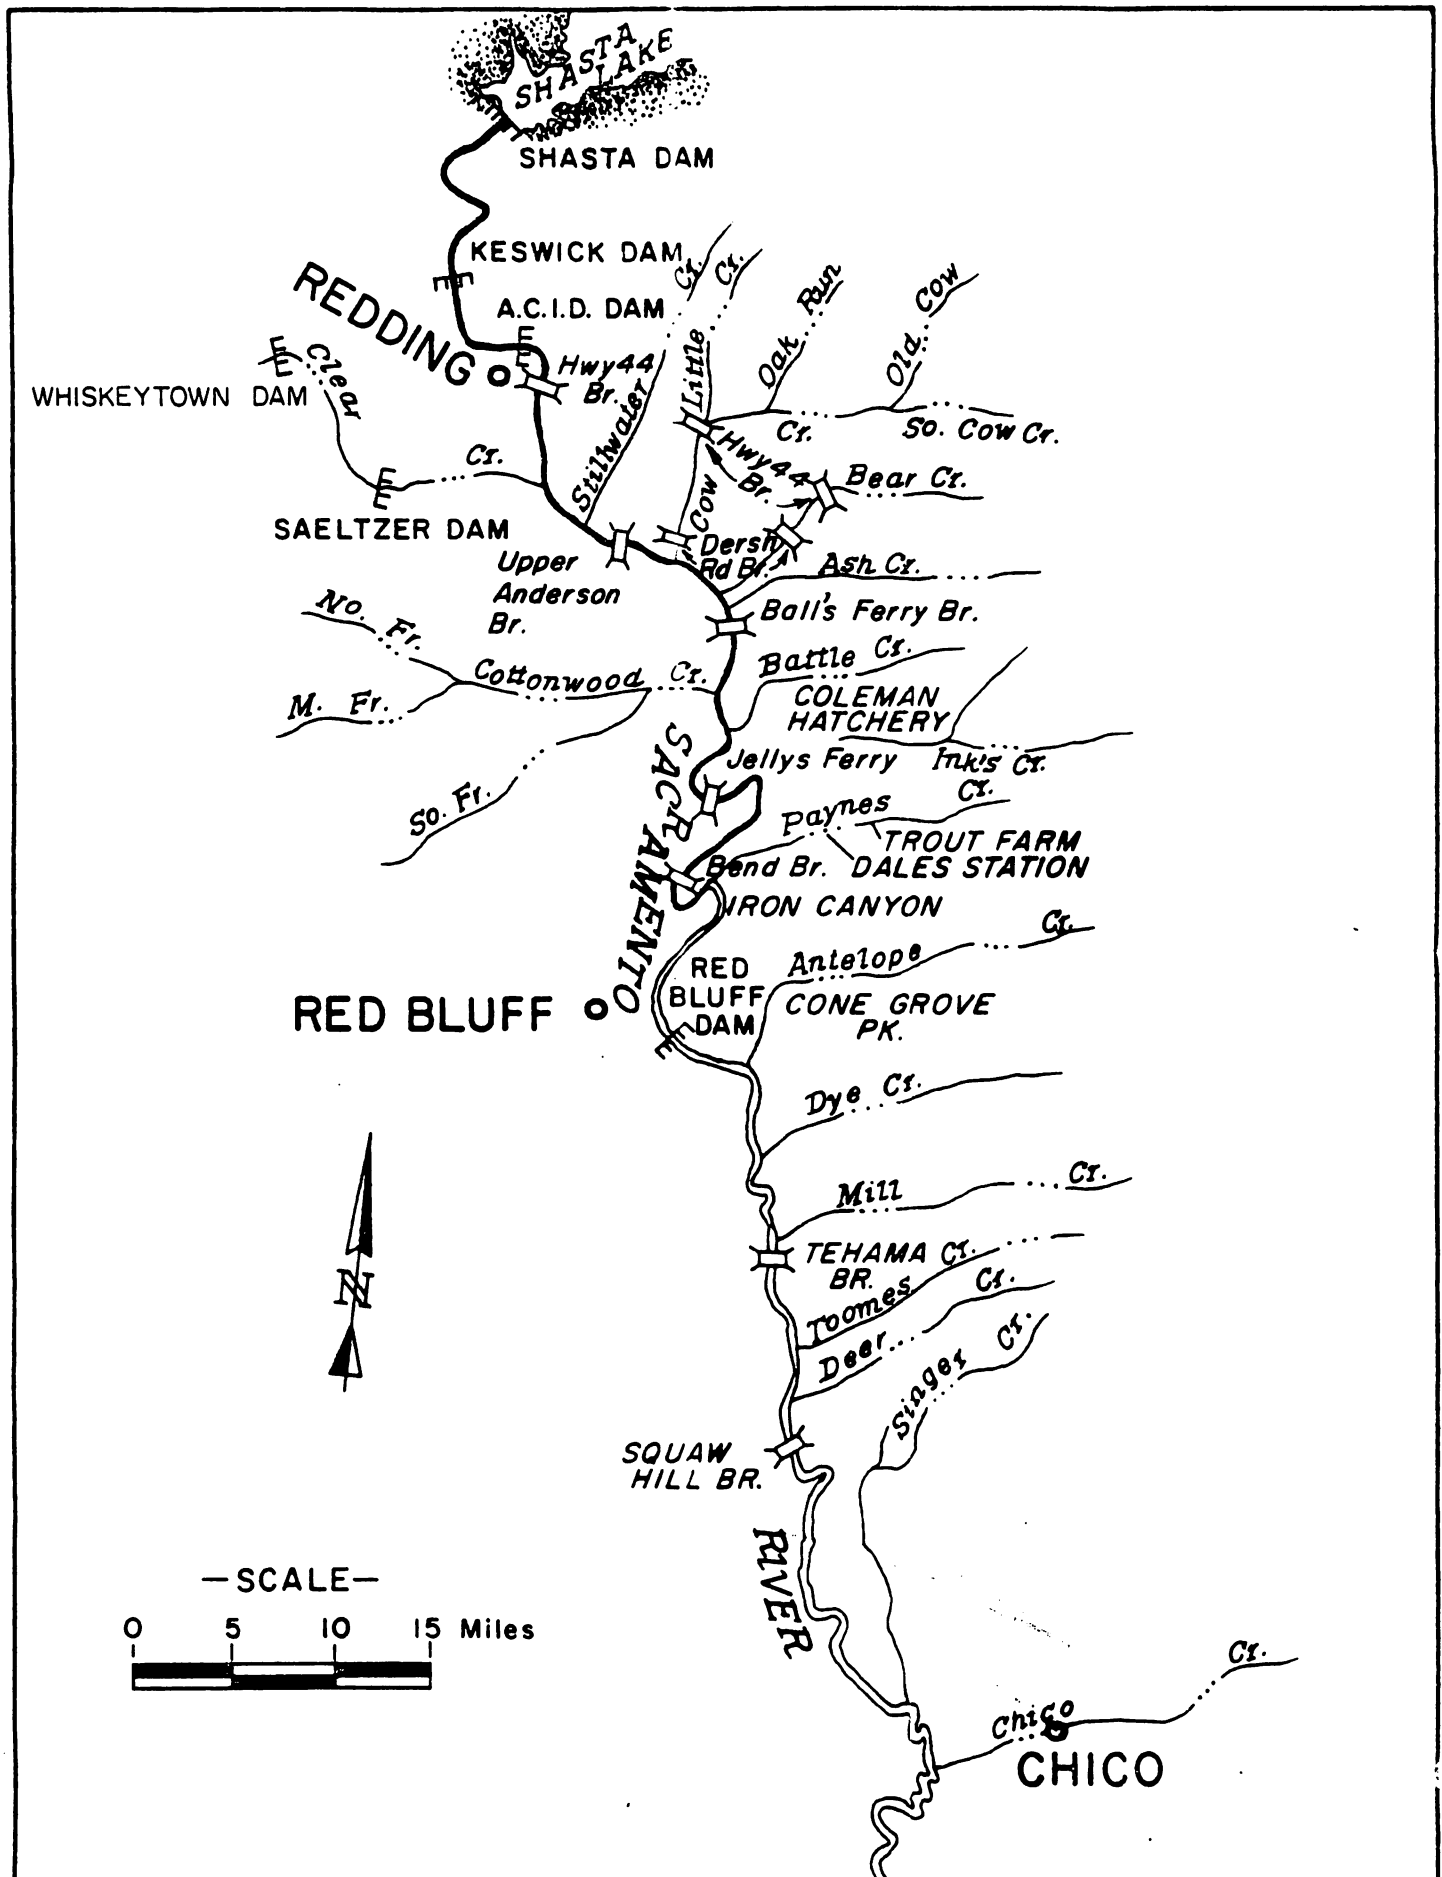 SHASTA
LAKE
SHASTA DAM
KESWICK DAM
REDDING
A.C.I.D. DAM
Hwy 44
Br.
Stillwater Cr.
Little Cow Cr.
Oak Run
Old Cow
Cr.
So. Cow Cr.
WHISKEYTOWN DAM
Clear Cr.
Hwy 44
Br.
Bear Cr.
SAELTZER DAM
Upper
Anderson
Br.
Dersh
Rd Br.
Ash Cr.
Ball's Ferry Br.
No. Fr.
Cottonwood Cr.
M. Fr.
So. Fr.
Battle Cr.
COLEMAN
HATCHERY
Jellys Ferry
Ink's Cr.
Paynes Cr.
TROUT FARM
DALES STATION
Bend Br.
IRON CANYON
SACRAMENTO
Antelope Cr.
RED
BLUFF
DAM
RED BLUFF
CONE GROVE
PK.
Dye Cr.
Mill Cr.
N
TEHAMA
BR.
Toomes Cr.
Deer Cr.
Singer Cr.
SQUAW
HILL BR.
RIVER
—SCALE—
0 5 10 15 Miles
Chico Cr.
CHICO